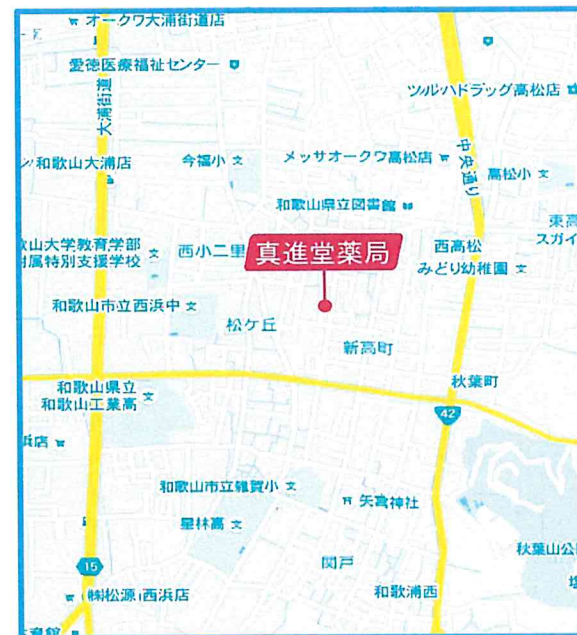 オークワ大浦街道店
愛徳医療福祉センター
大浦街道
ツルハドラッグ高松店
和歌山大浦店
今福小
メッサオークワ高松店
中央通り
高松小
和歌山県立図書館
東高
スガイ
山大学教育学部
属特別支援学校
西小二里
真進堂薬局
西高松
みどり幼稚園
和歌山市立西浜中
松ケ丘
新高町
和歌山県立
和歌山工業高
秋葉町
42
浜店
和歌山市立雑賀小
矢宮神社
星林高
秋葉山公
関戸
15
和歌浦西
㈱松源 西浜店
育館